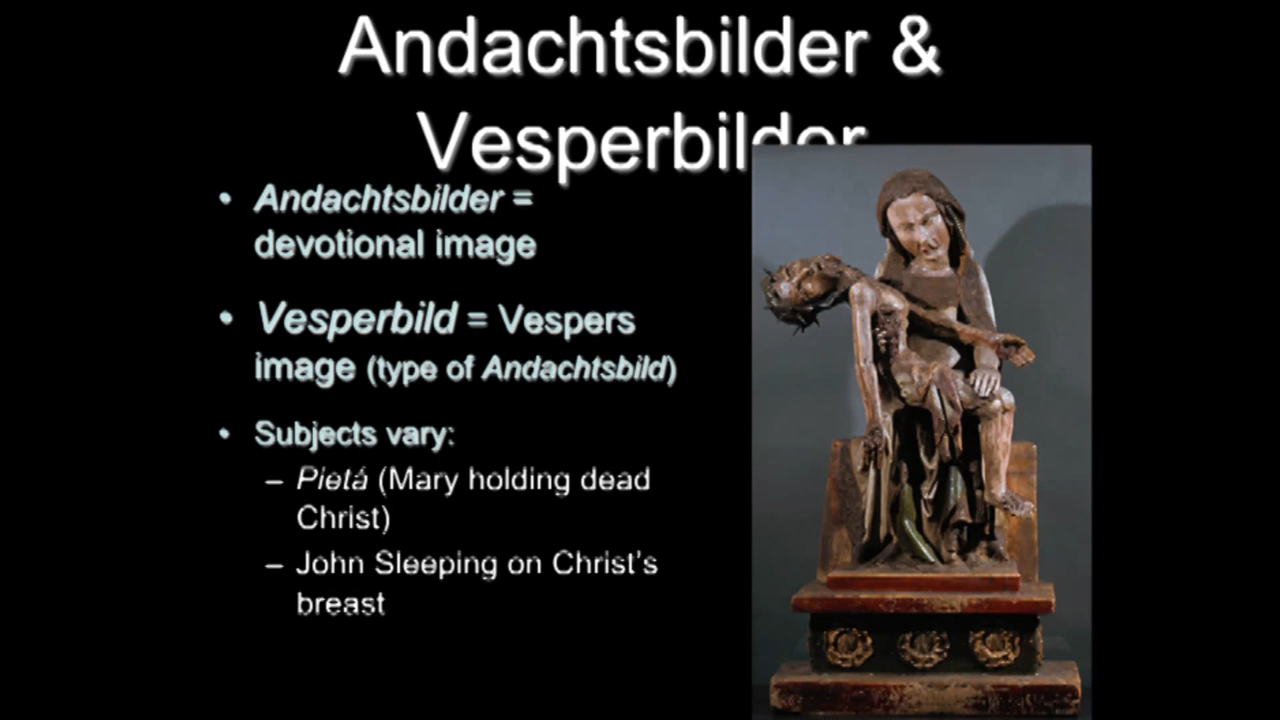 Andachtsbilder &
Vesperbilder
• Andachtsbilder =
devotional image
• Vesperbild = Vespers
image (type of Andachtsbild)
• Subjects vary:
– Pietá (Mary holding dead
Christ)
– John Sleeping on Christ's
breast